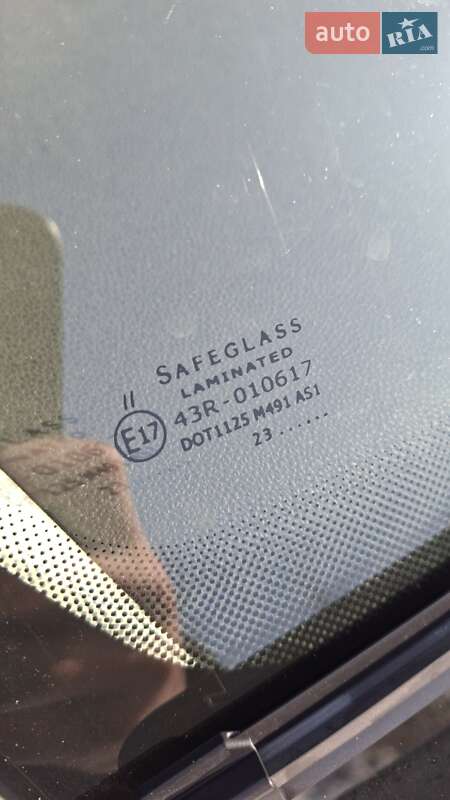 auto RIA .com
SAFEGLASS
LAMINATED
II
E17 43R-010617
DOT1125 M491 AS1
23······